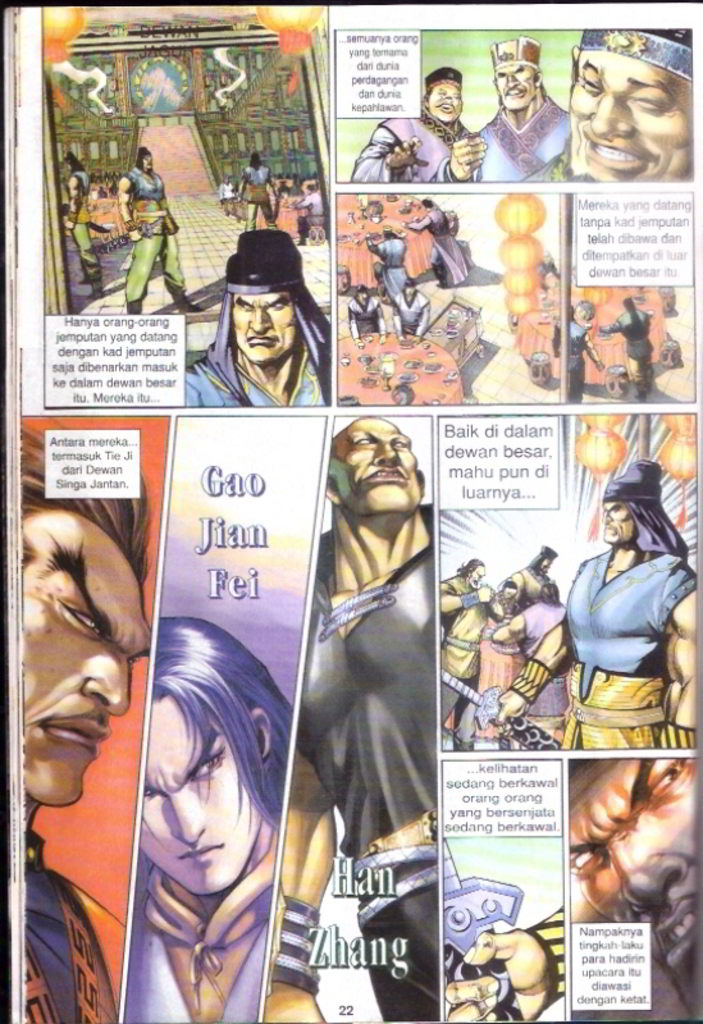 DEWAN
JAGUH
Hanya orang-orang
jemputan yang datang
dengan kad jemputan
saja dibenarkan masuk
ke dalam dewan besar
itu. Mereka itu...
...semuanya orang
yang ternama
dari dunia
perdagangan
dan dunia
kepahlawan.
Mereka yang datang
tanpa kad jemputan
telah dibawa dan
ditempatkan di luar
dewan besar itu.
Antara mereka...
termasuk Tie Ji
dari Dewan
Singa Jantan.
Gao
Jian
Fei
Han
Zhang
Baik di dalam
dewan besar,
mahu pun di
luarnya...
...kelihatan
sedang berkawal
orang orang
yang bersenjata
sedang berkawal.
Nampaknya
tingkah-laku
para hadirin
upacara itu
diawasi
dengan ketat.
22